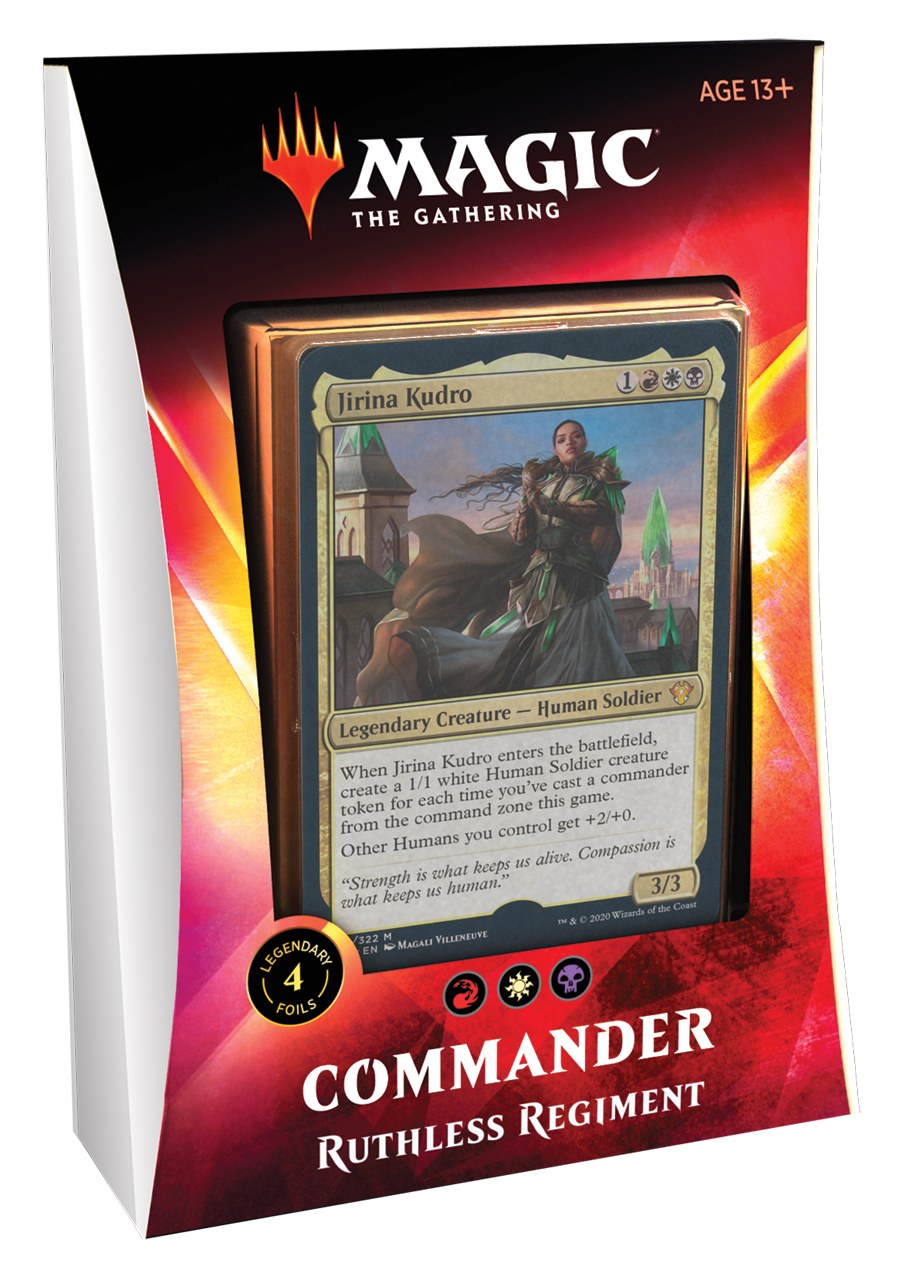 AGE 13+
MAGIC
THE GATHERING
Jirina Kudro
1
Legendary Creature — Human Soldier
When Jirina Kudro enters the battlefield,
create a 1/1 white Human Soldier creature
token for each time you've cast a commander
from the command zone this game.
Other Humans you control get +2/+0.
“Strength is what keeps us alive. Compassion is
what keeps us human.”
3/3
/322 M
EN Magali Villeneuve
™ & © 2020 Wizards of the Coast
LEGENDARY
4
FOILS
COMMANDER
RUTHLESS REGIMENT